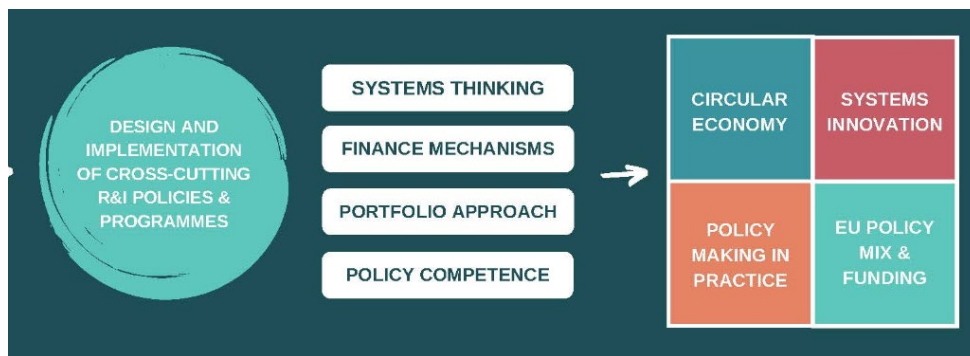 DESIGN AND
IMPLEMENTATION
OF CROSS-CUTTING
R&I POLICIES &
PROGRAMMES
SYSTEMS THINKING
FINANCE MECHANISMS
PORTFOLIO APPROACH
POLICY COMPETENCE
CIRCULAR
ECONOMY
SYSTEMS
INNOVATION
POLICY
MAKING IN
PRACTICE
EU POLICY
MIX &
FUNDING